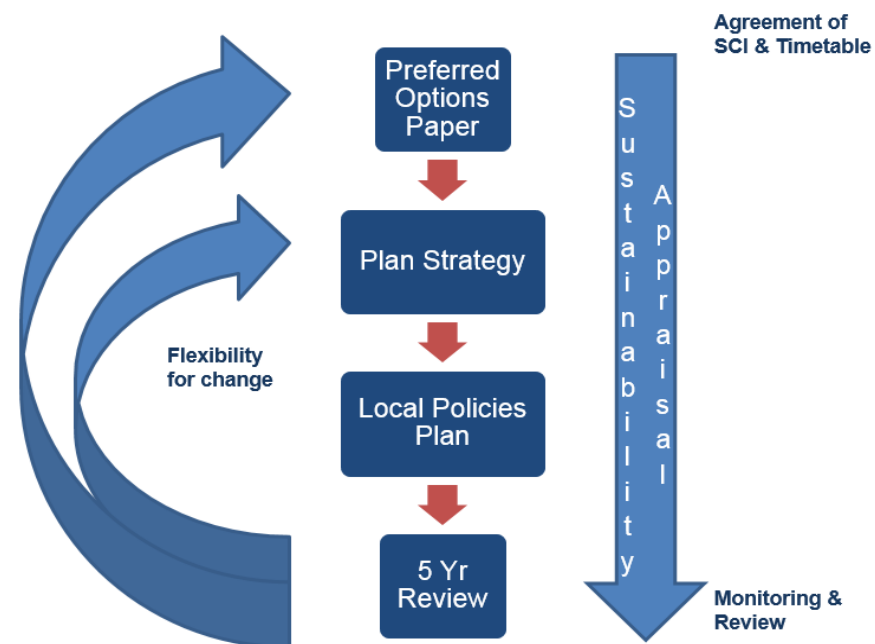 Agreement of
SCI & Timetable
Preferred
Options
Paper
Plan Strategy
Flexibility
for change
Local Policies
Plan
5 Yr
Review
Sustainability
Appraisal
Monitoring &
Review